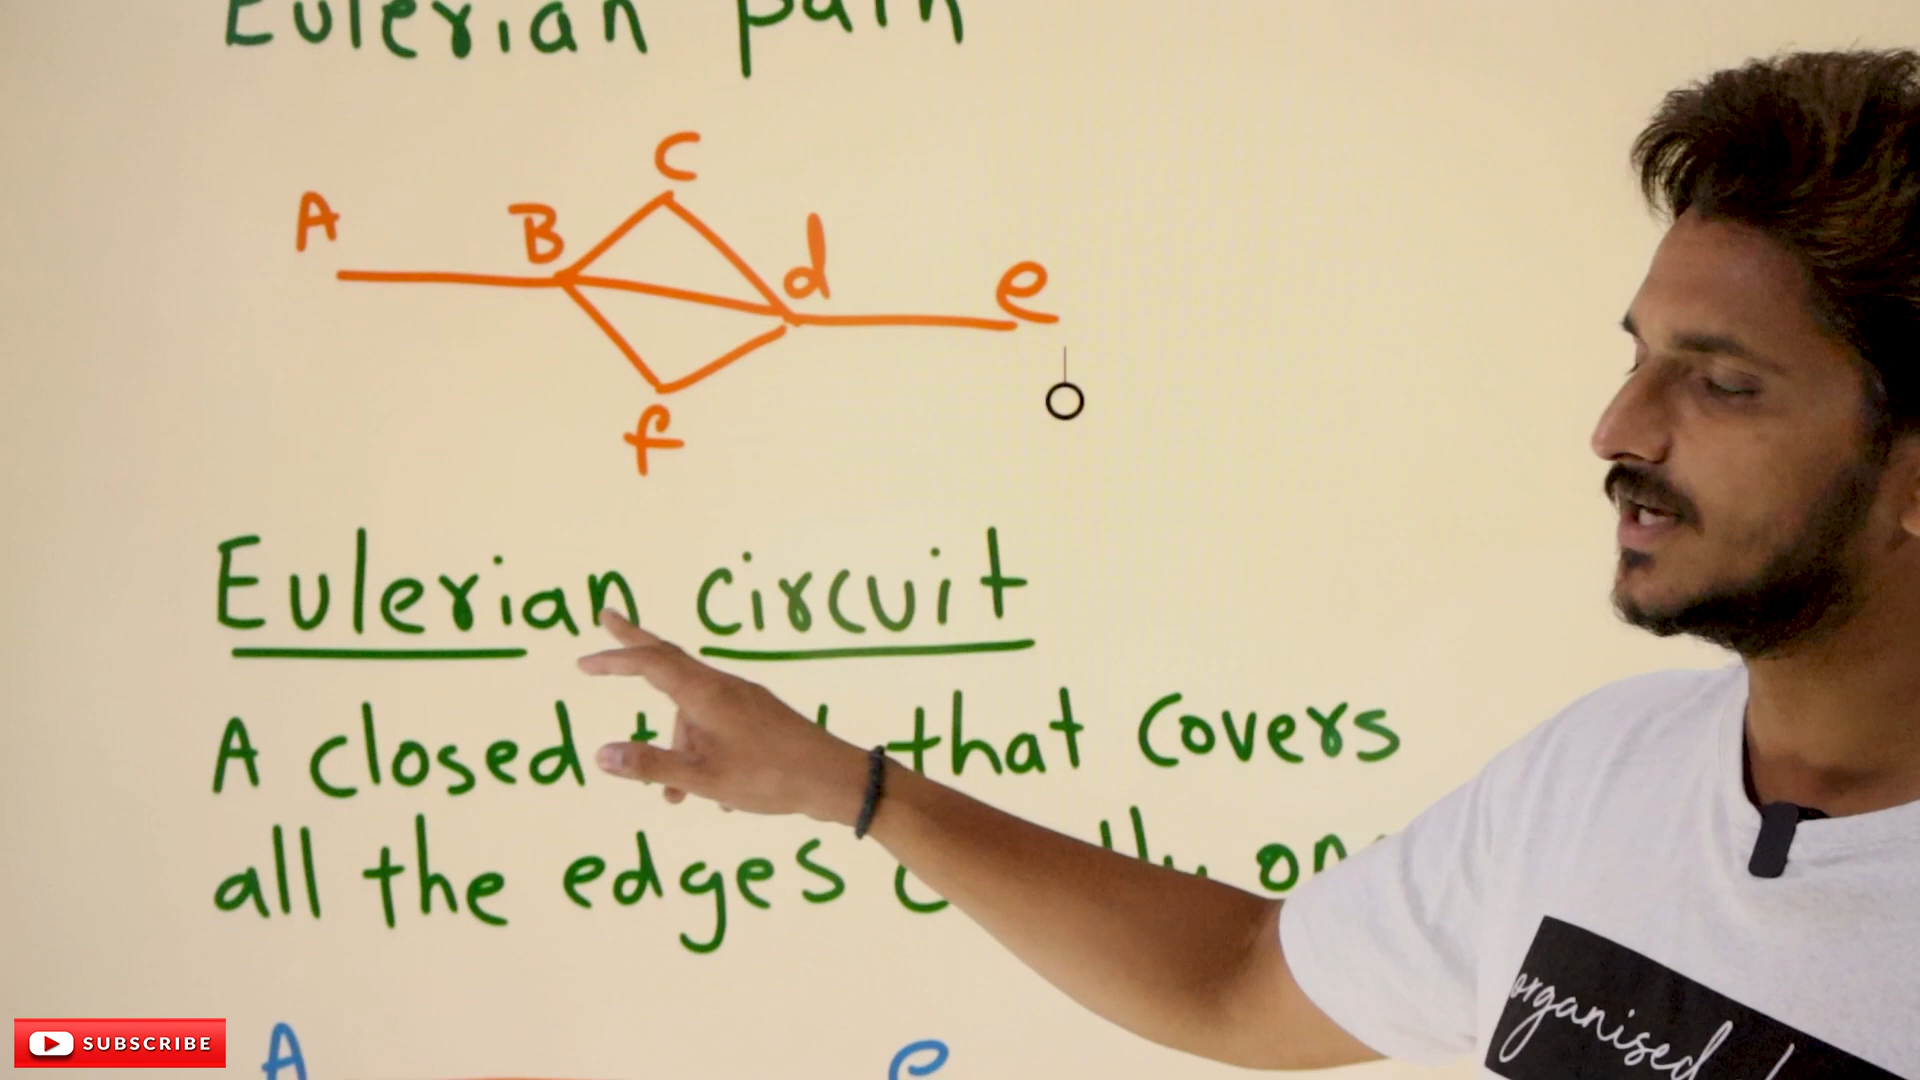 Eulerian path
C
A B d e
f
Eulerian circuit
A closed that covers
all the edges
A e
SUBSCRIBE
organised